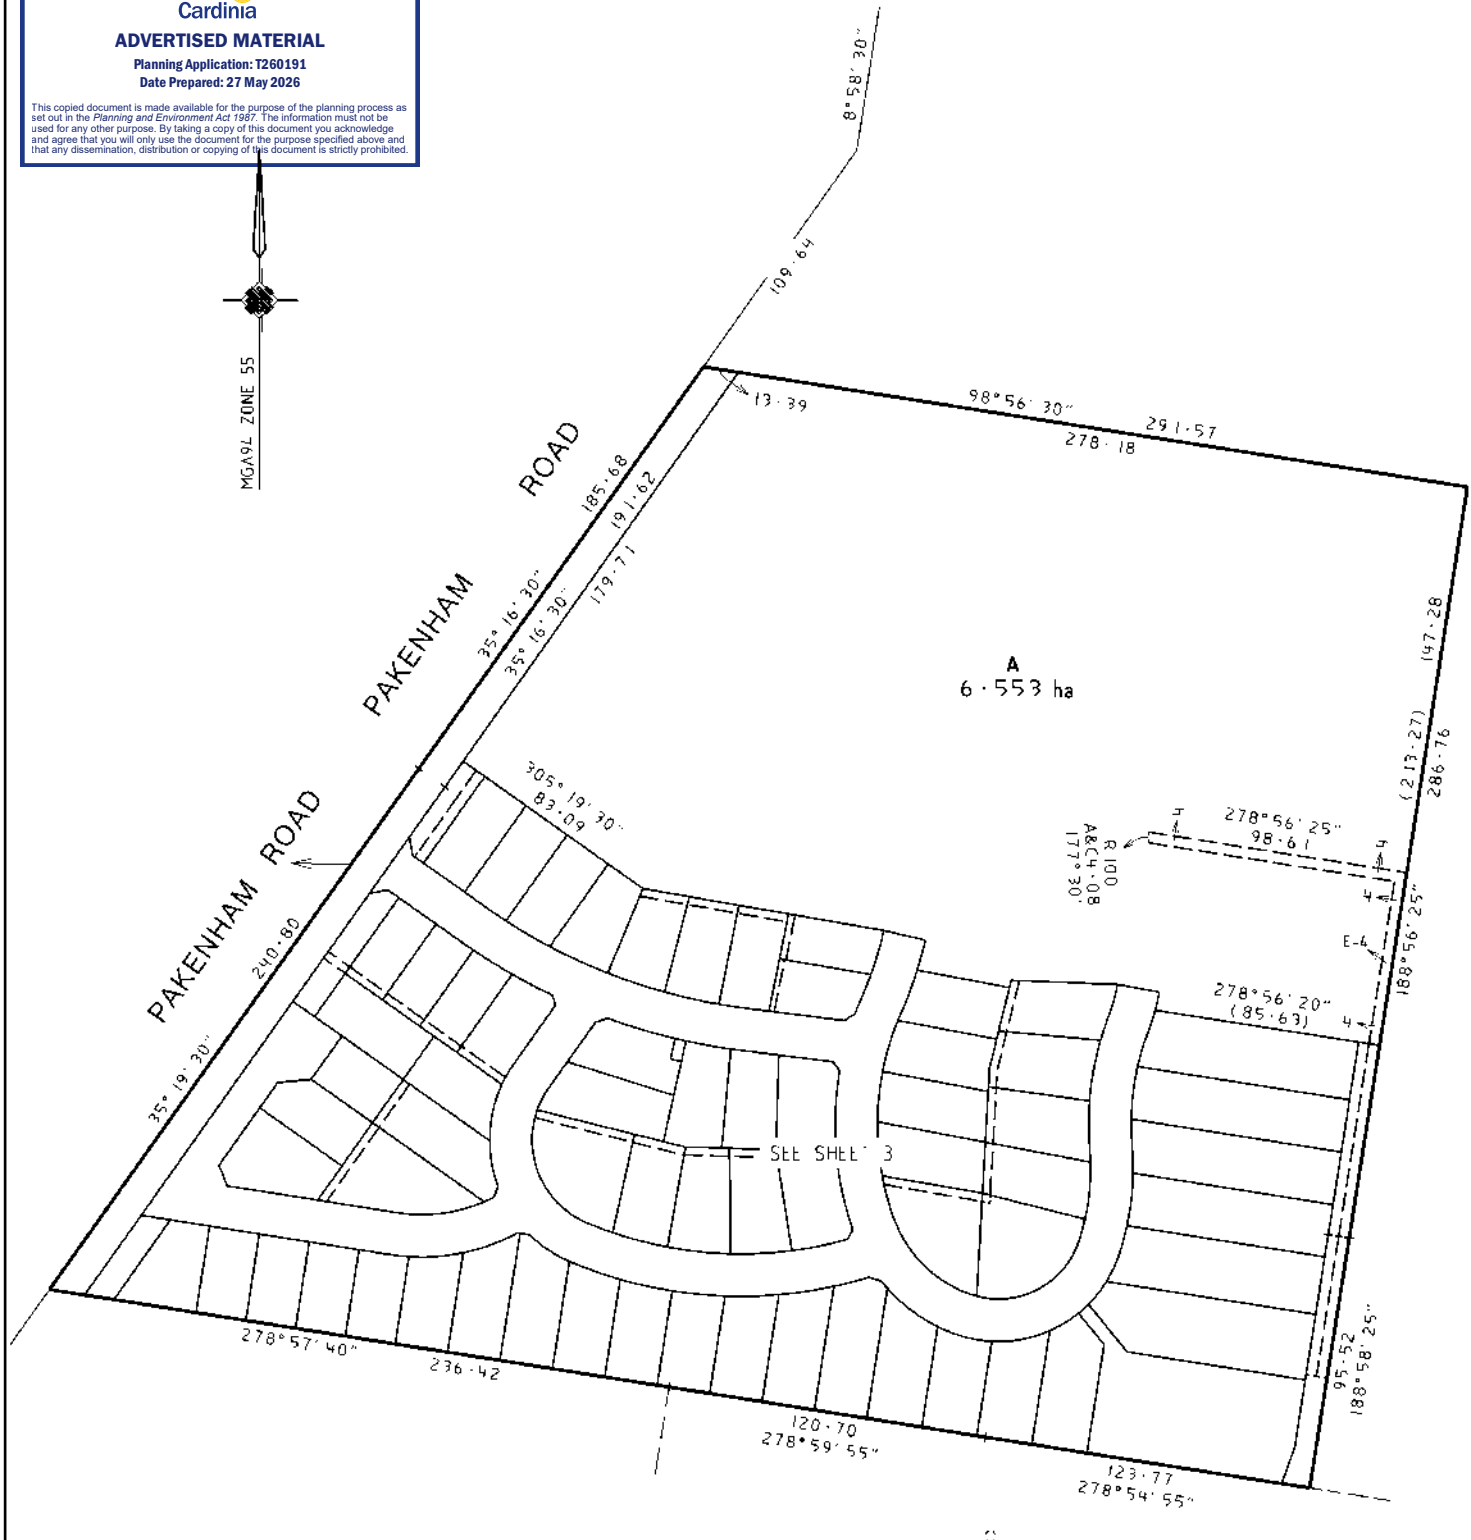 Cardinia
ADVERTISED MATERIAL
Planning Application: T260191
Date Prepared: 27 May 2026
This copied document is made available for the purpose of the planning process as
set out in the Planning and Environment Act 1987. The information must not be
used for any other purpose. By taking a copy of this document you acknowledge
and agree that you will only use the document for the purpose specified above and
that any dissemination, distribution or copying of this document is strictly prohibited.
8°58'30"
109·64
MGA94 ZONE 55
13·39
98°56'30"
291·57
278·18
PAKENHAM ROAD
185·68
191·62
179·71
35°16'30"
35°16'30"
A
6·553 ha
197·28
(213·27)
286·76
305°19'30"
83·09
278°56'25"
98·61
R100
A&C4·08
177°30'
4
4
4
E-4
188°56'25"
PAKENHAM ROAD
240·80
35°19'30"
278°56'20"
(85·63)
4
SEE SHEET 3
278°57'40"
236·42
120·70
278°59'55"
123·77
278°54'55"
95·52
188°58'25"